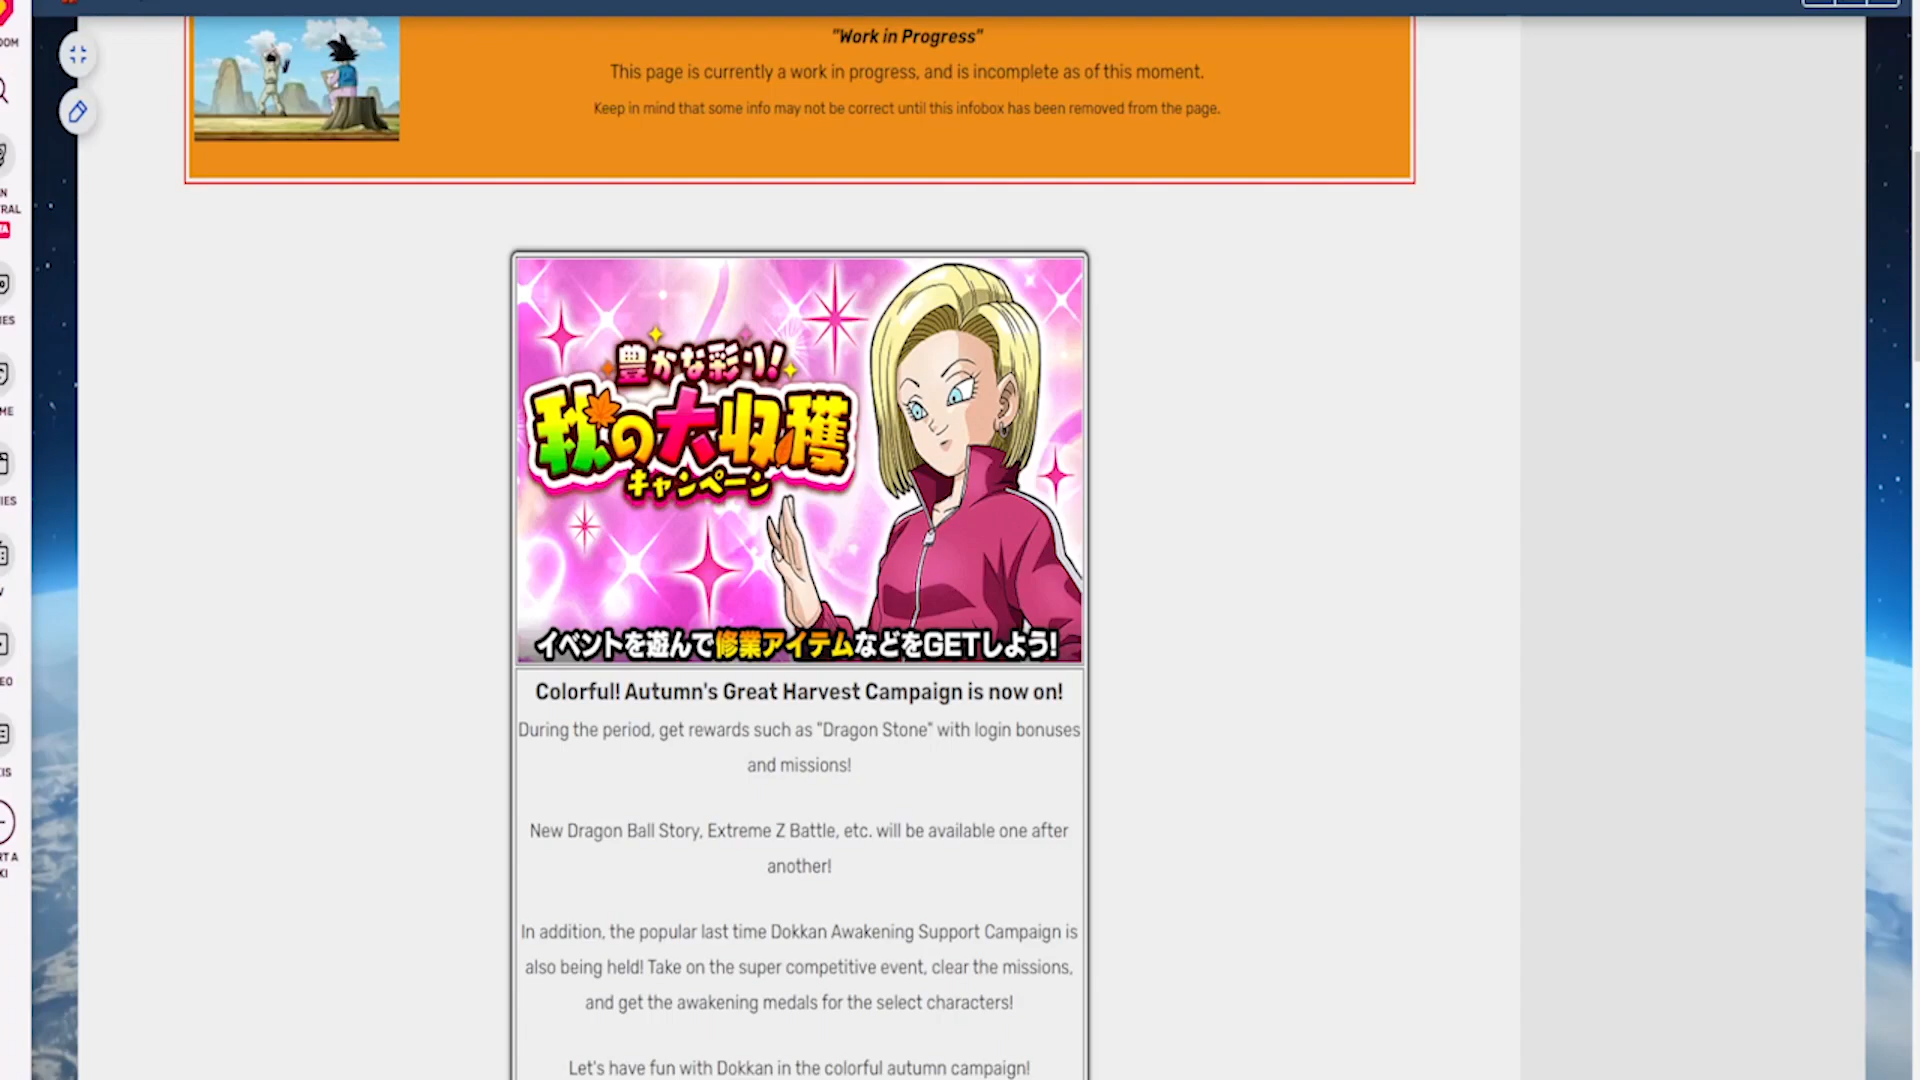 "Work in Progress"
This page is currently a work in progress, and is incomplete as of this moment.
Keep in mind that some info may not be correct until this infobox has been removed from the page.
豊かな彩り!
秋の大収穫
キャンペーン
イベントを遊んで修業アイテムなどをGETしよう!
Colorful! Autumn's Great Harvest Campaign is now on!
During the period, get rewards such as "Dragon Stone" with login bonuses
and missions!
New Dragon Ball Story, Extreme Z Battle, etc. will be available one after
another!
In addition, the popular last time Dokkan Awakening Support Campaign is
also being held! Take on the super competitive event, clear the missions,
and get the awakening medals for the select characters!
Let's have fun with Dokkan in the colorful autumn campaign!